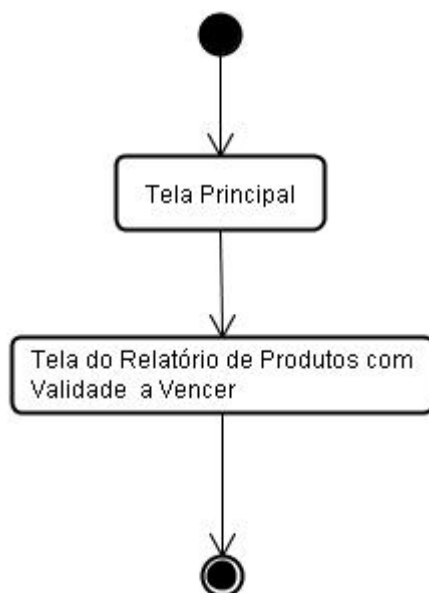 Tela Principal
Tela do Relatório de Produtos com
Validade a Vencer